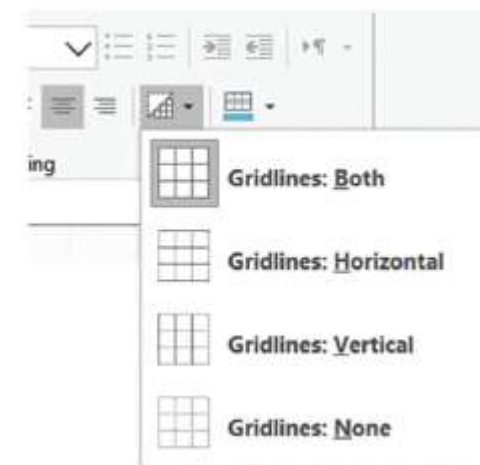 ing
Gridlines: Both
Gridlines: Horizontal
Gridlines: Vertical
Gridlines: None